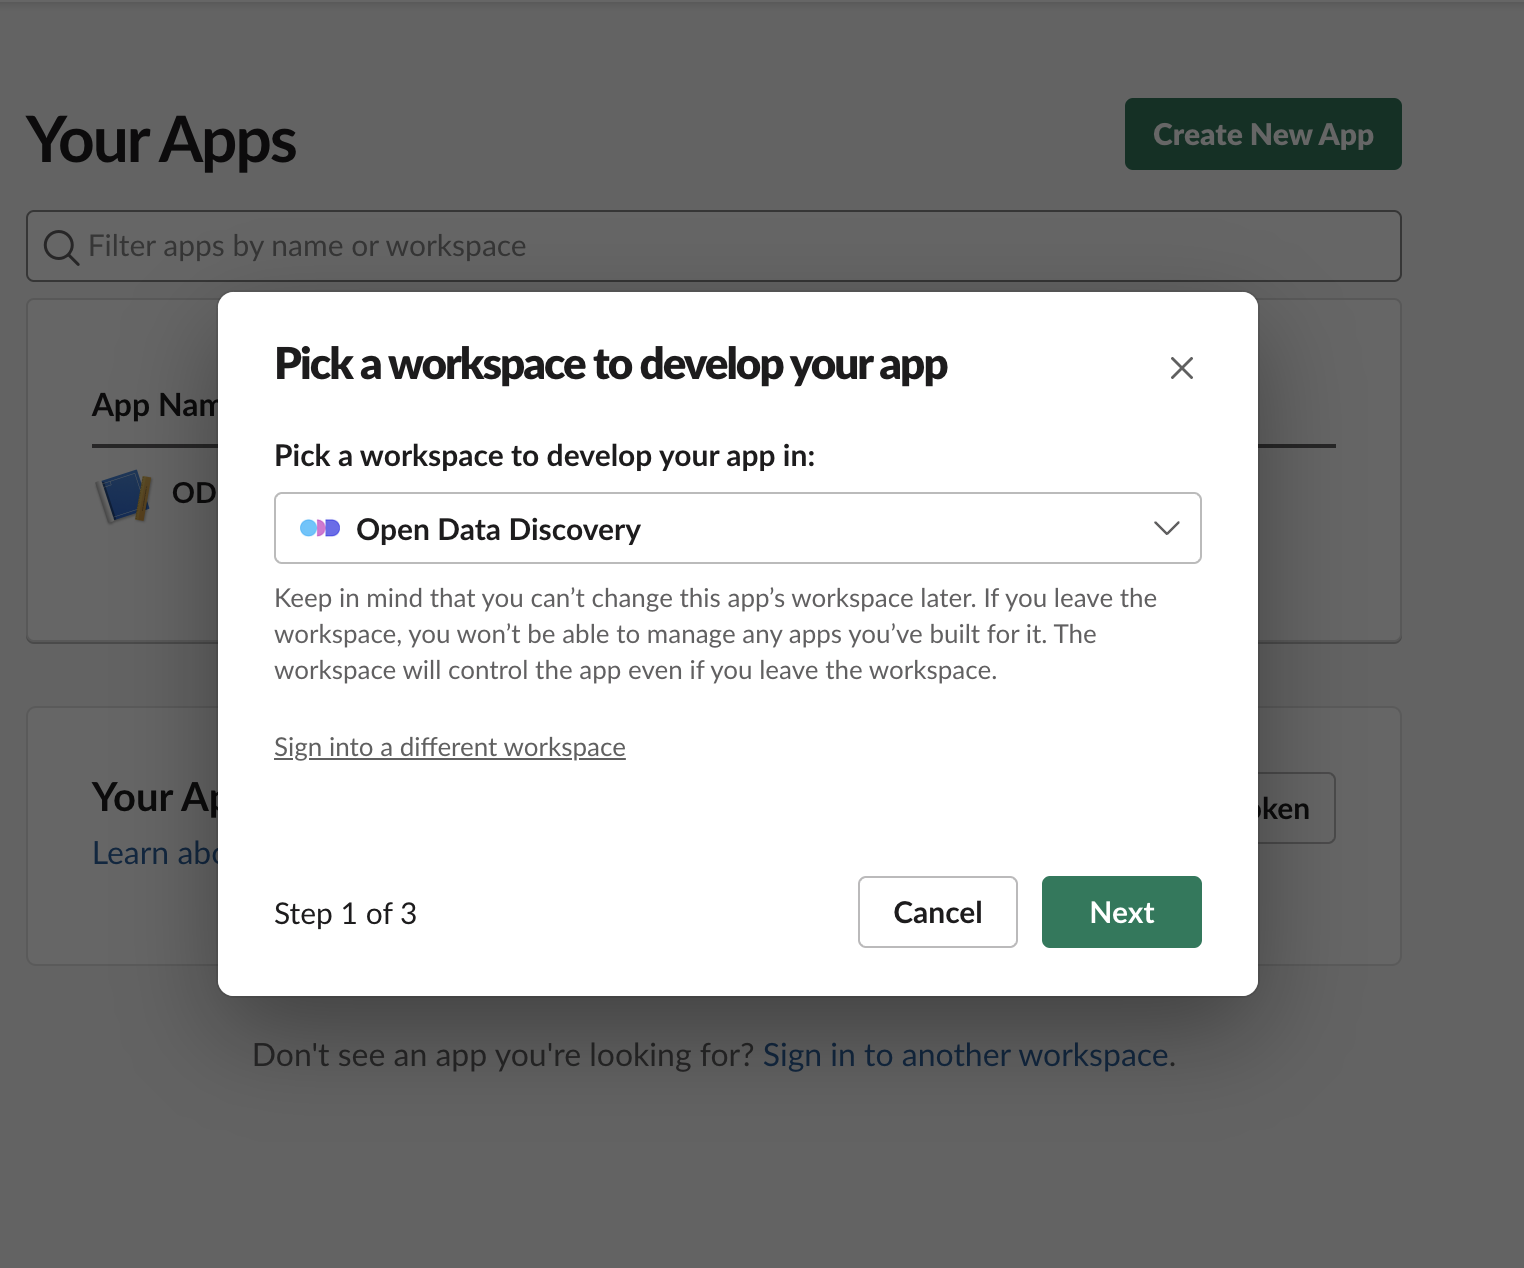 Your Apps
Create New App
Filter apps by name or workspace
Pick a workspace to develop your app
App Nam
Pick a workspace to develop your app in:
OD
Open Data Discovery
Keep in mind that you can’t change this app’s workspace later. If you leave the
workspace, you won’t be able to manage any apps you’ve built for it. The
workspace will control the app even if you leave the workspace.
Sign into a different workspace
Your Ap
oken
Learn abo
Step 1 of 3
Cancel
Next
Don't see an app you're looking for? Sign in to another workspace.